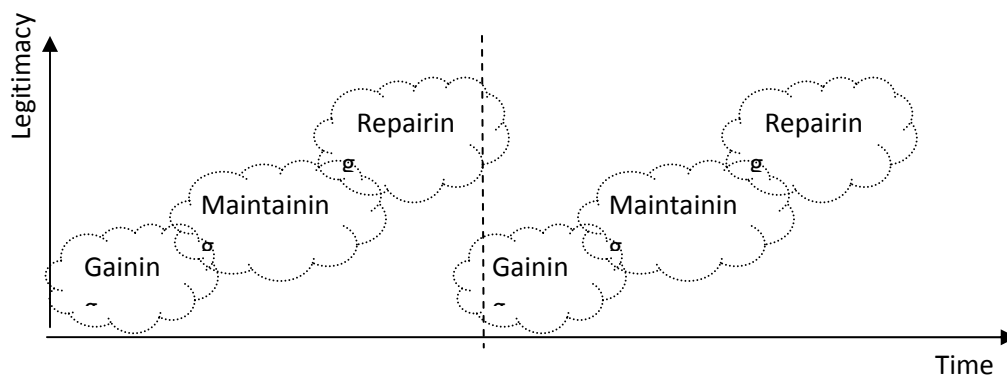 Legitimacy
Repairin
g
Maintainin
g
Gainin
g
Repairin
g
Maintainin
g
Gainin
g
Time